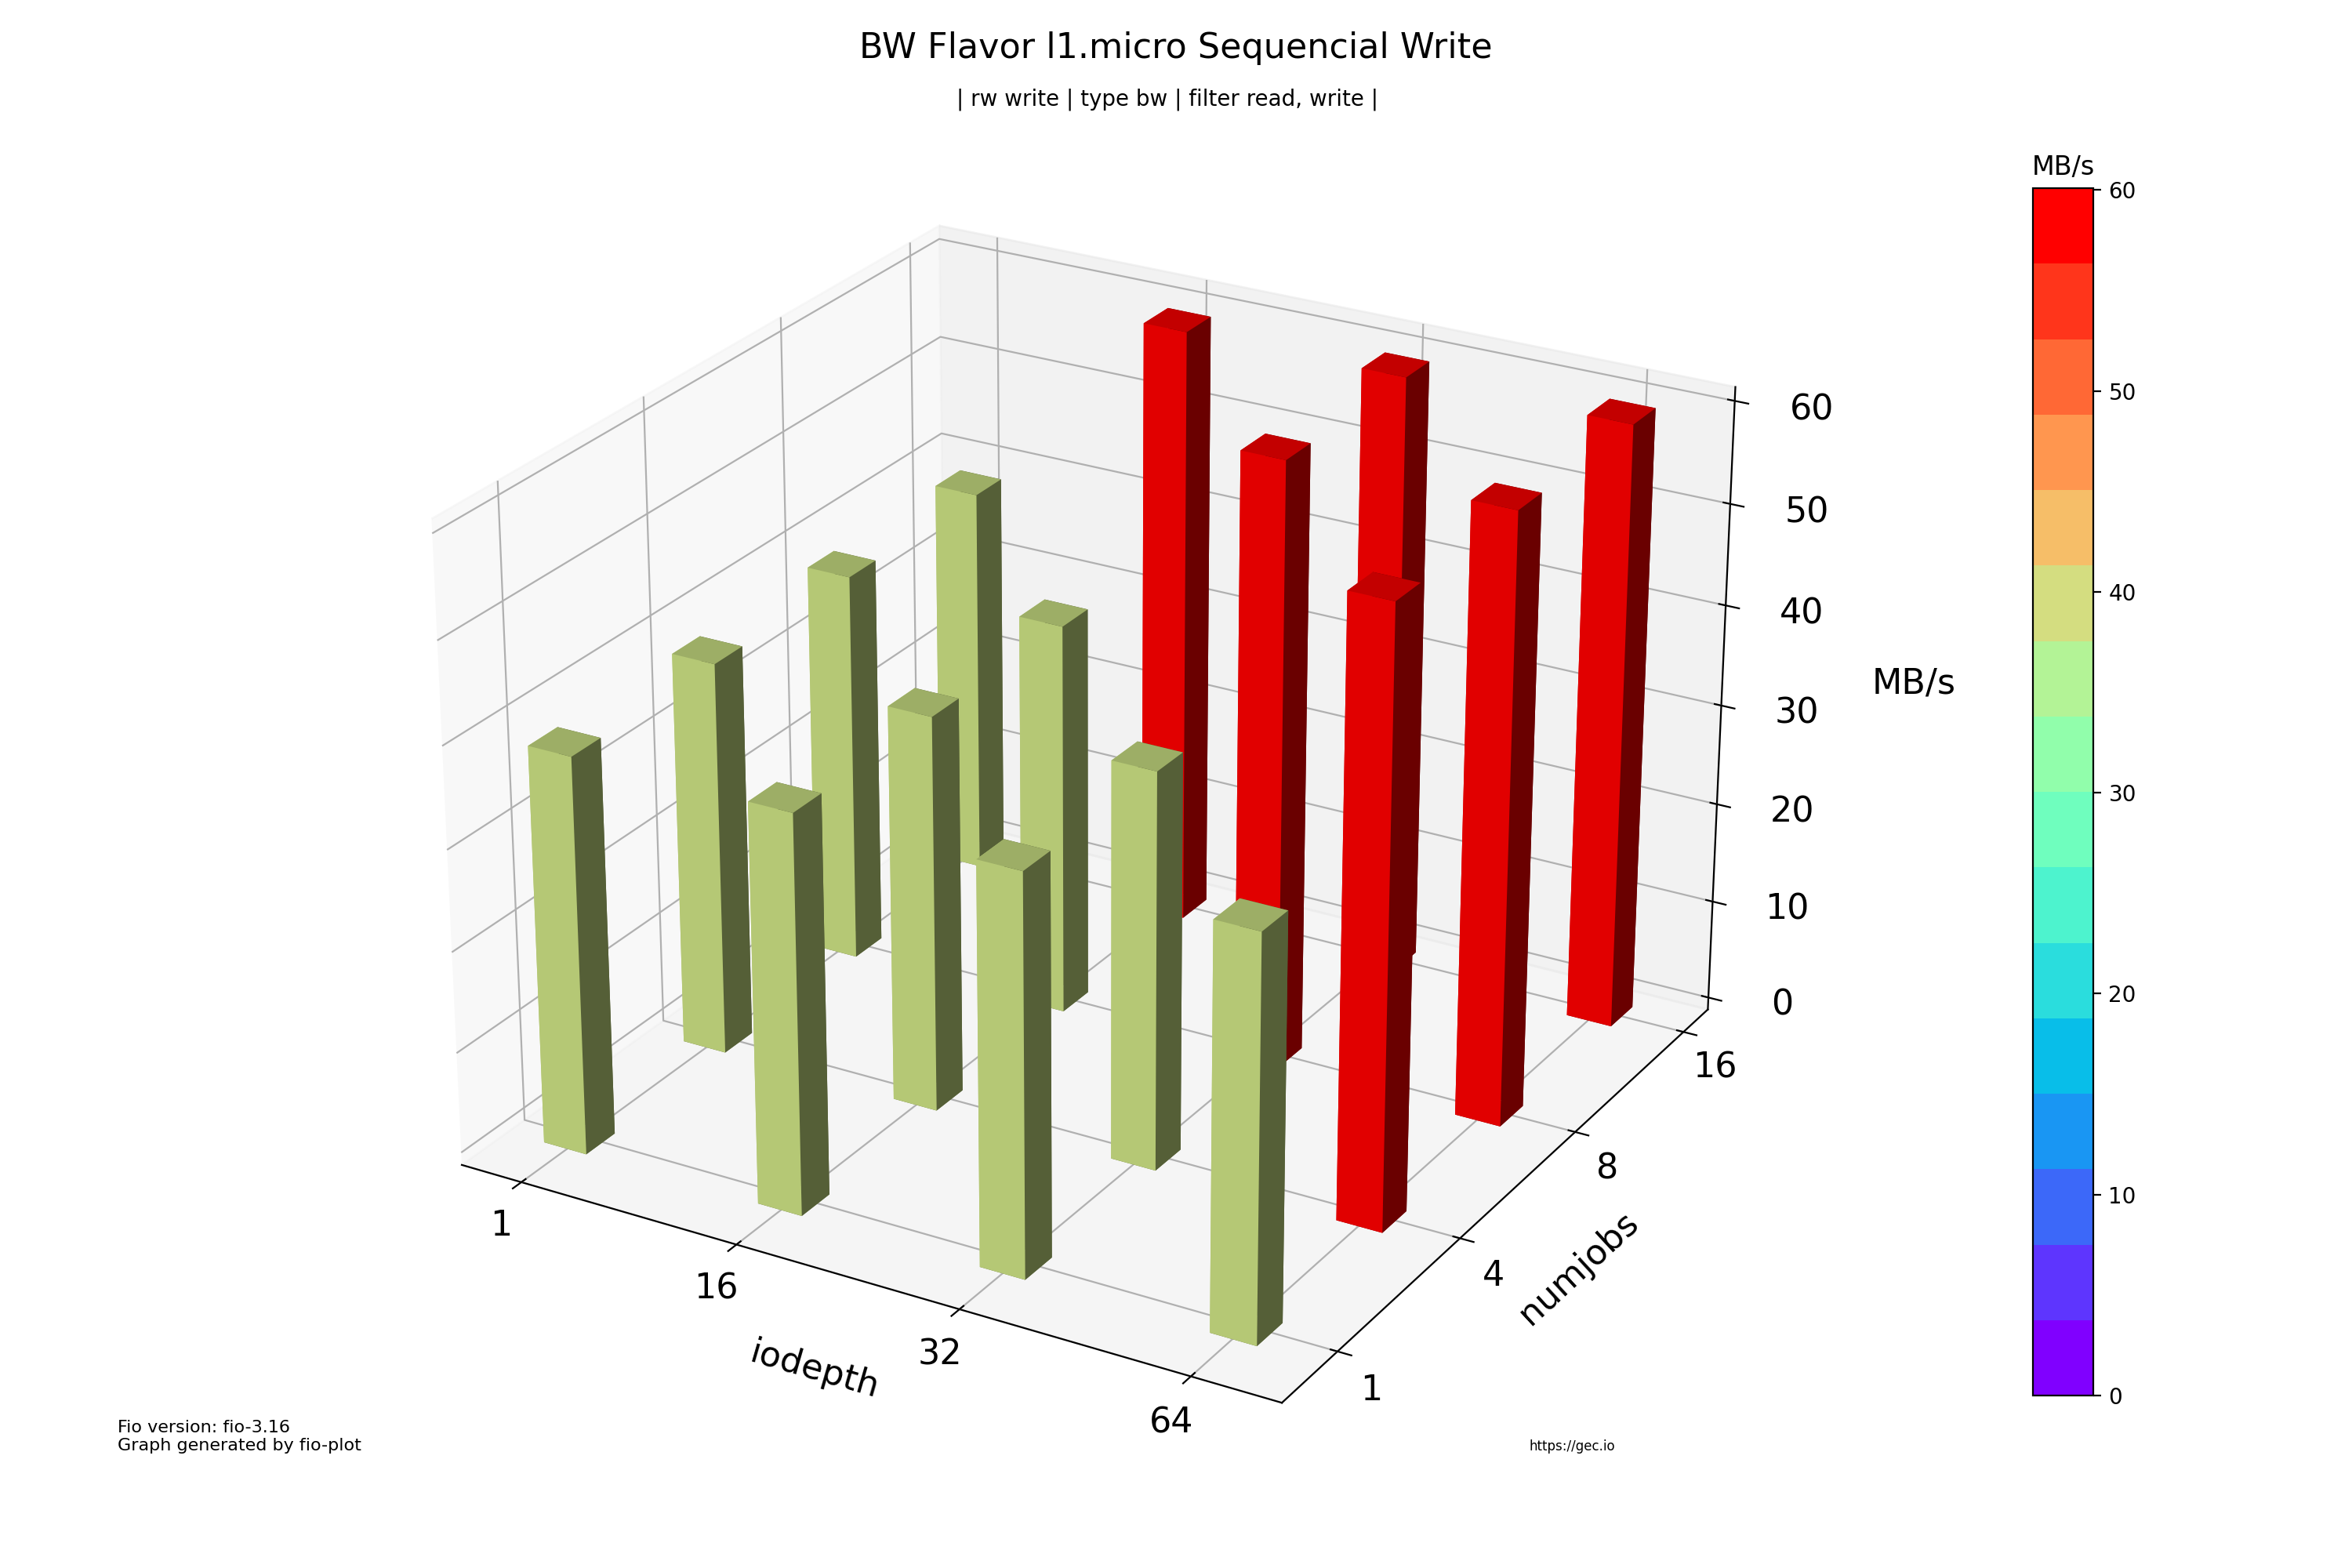 BW Flavor l1.micro Sequencial Write
| rw write | type bw | filter read, write |
MB/s
60
50
40
30
20
10
0
60
50
40
30
20
10
0
MB/s
16
8
4
1
numjobs
1
16
32
64
iodepth
Fio version: fio-3.16
Graph generated by fio-plot
https://gec.io